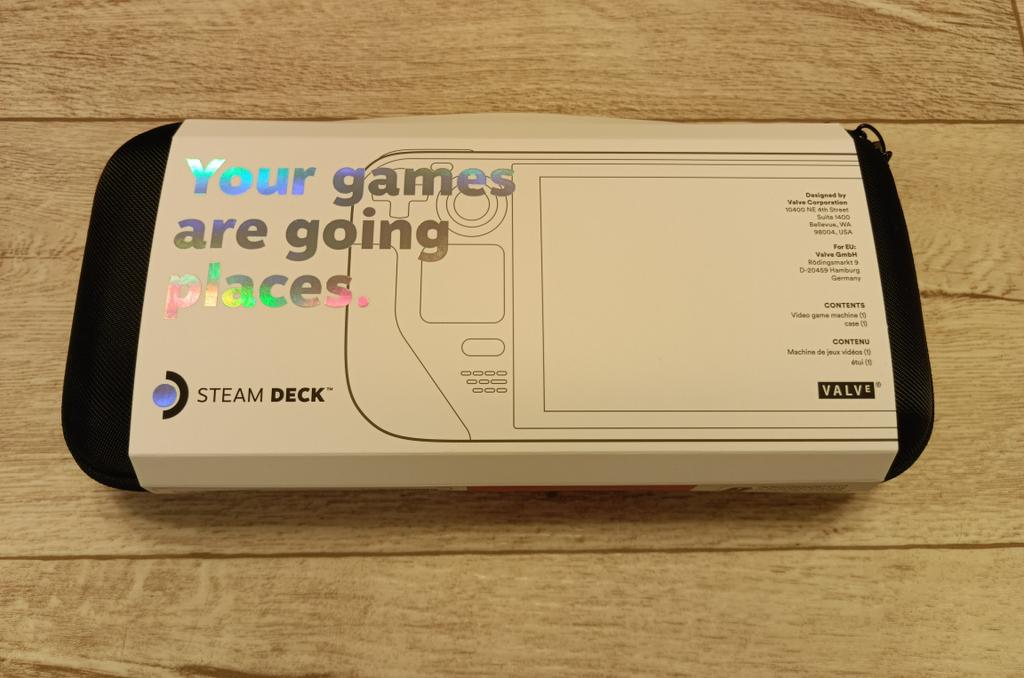 Your games
are going
places.
STEAM DECK™
Designed by
Valve Corporation
10400 NE 4th Street
Suite 1400
Bellevue, WA
98004, USA
For EU:
Valve GmbH
Rödingsmarkt 9
D-20459 Hamburg
Germany
CONTENTS
Video game machine (1)
case (1)
CONTENU
Machine de jeux vidéos (1)
étui (1)
VALVE®